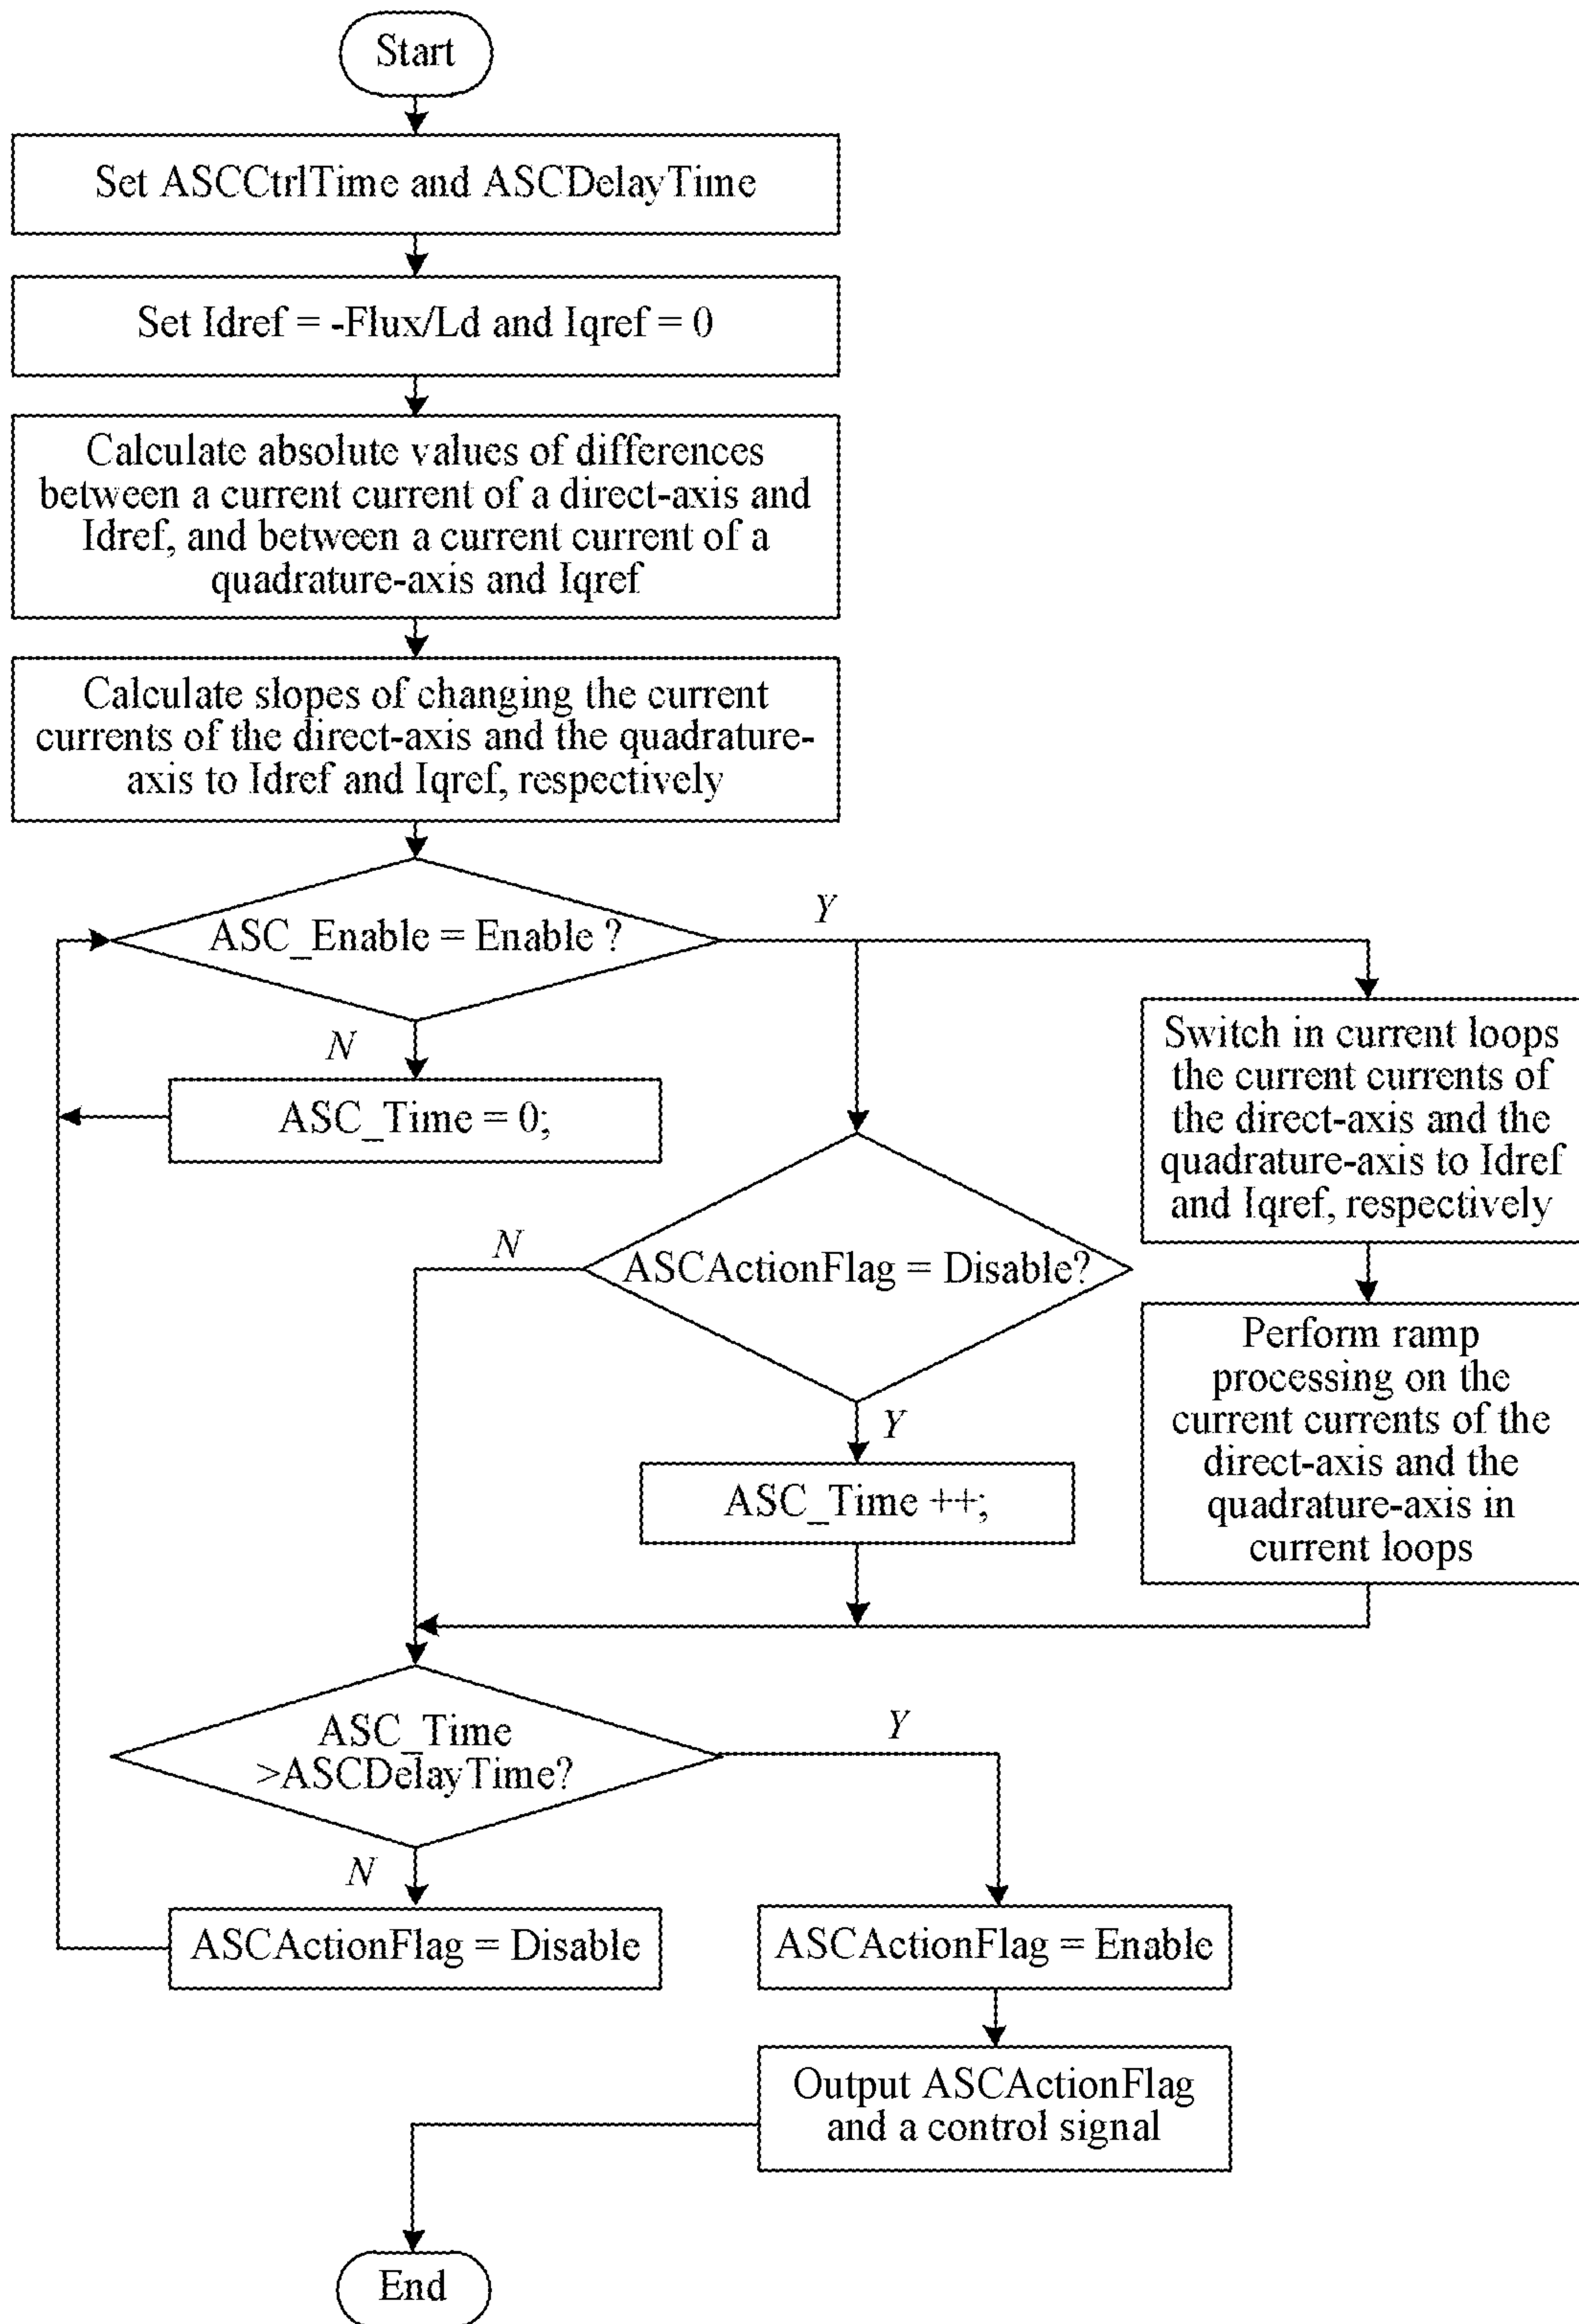 Start
Set ASCCtrlTime and ASCDelayTime
Set Idref = -Flux/Ld and Iqref = 0
Calculate absolute values of differences
between a current current of a direct-axis and
Idref, and between a current current of a
quadrature-axis and Iqref
Calculate slopes of changing the current
currents of the direct-axis and the quadrature-
axis to Idref and Iqref, respectively
ASC_Enable = Enable ?
Y
N
ASC_Time = 0;
Switch in current loops
the current currents of
the direct-axis and the
quadrature-axis to Idref
and Iqref, respectively
ASCActionFlag = Disable?
N
Y
ASC_Time ++;
Perform ramp
processing on the
current currents of the
direct-axis and the
quadrature-axis in
current loops
ASC_Time
>ASCDelayTime?
Y
N
ASCActionFlag = Disable
ASCActionFlag = Enable
Output ASCActionFlag
and a control signal
End